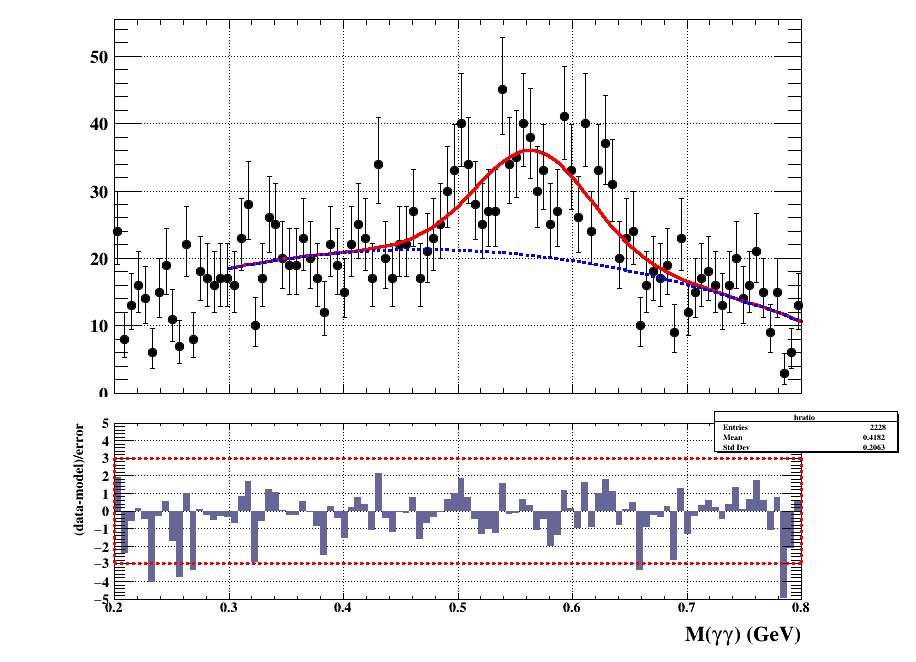 50
40
30
20
10
0
hratio
Entries 2228
Mean 0.4182
Std Dev 0.2063
(data-model)/error
5
4
3
2
1
0
−1
−2
−3
−4
−5
0.2 0.3 0.4 0.5 0.6 0.7 0.8
M(γγ) (GeV)